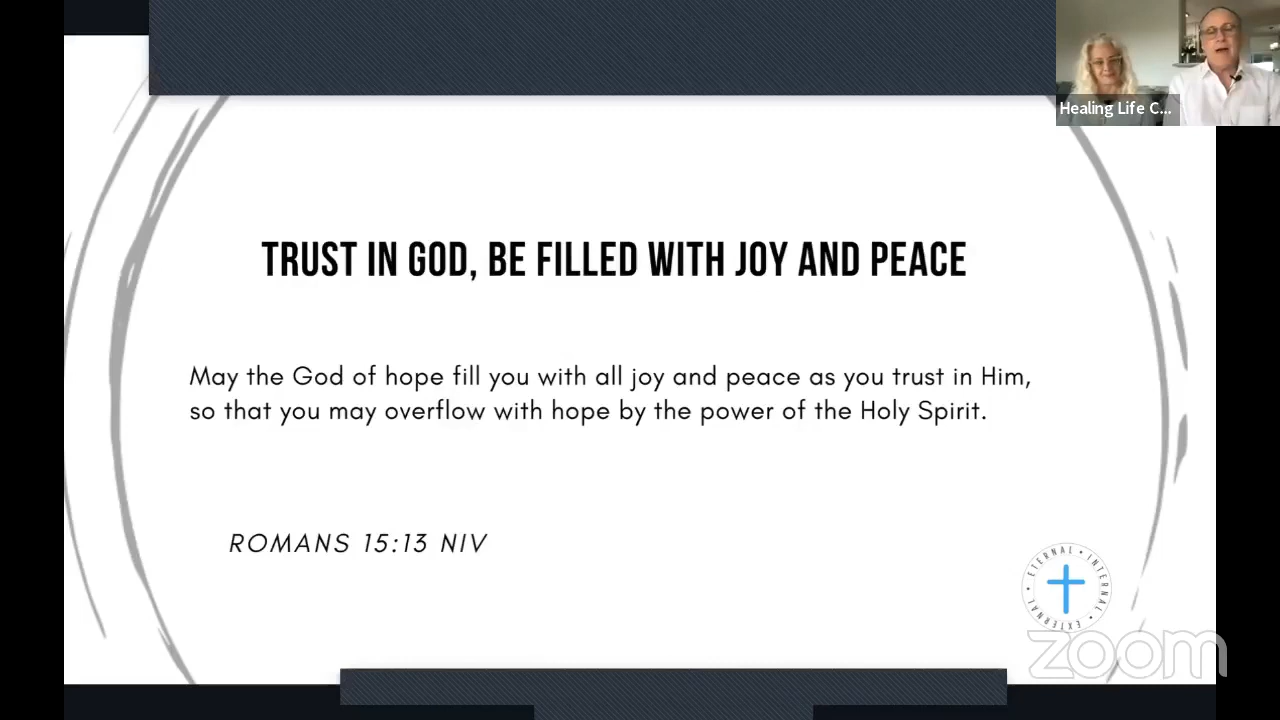 Healing Life C...
TRUST IN GOD, BE FILLED WITH JOY AND PEACE
May the God of hope fill you with all joy and peace as you trust in Him,
so that you may overflow with hope by the power of the Holy Spirit.
ROMANS 15:13 NIV
ETERNAL • INTERNAL • EXTERNAL •
zoom